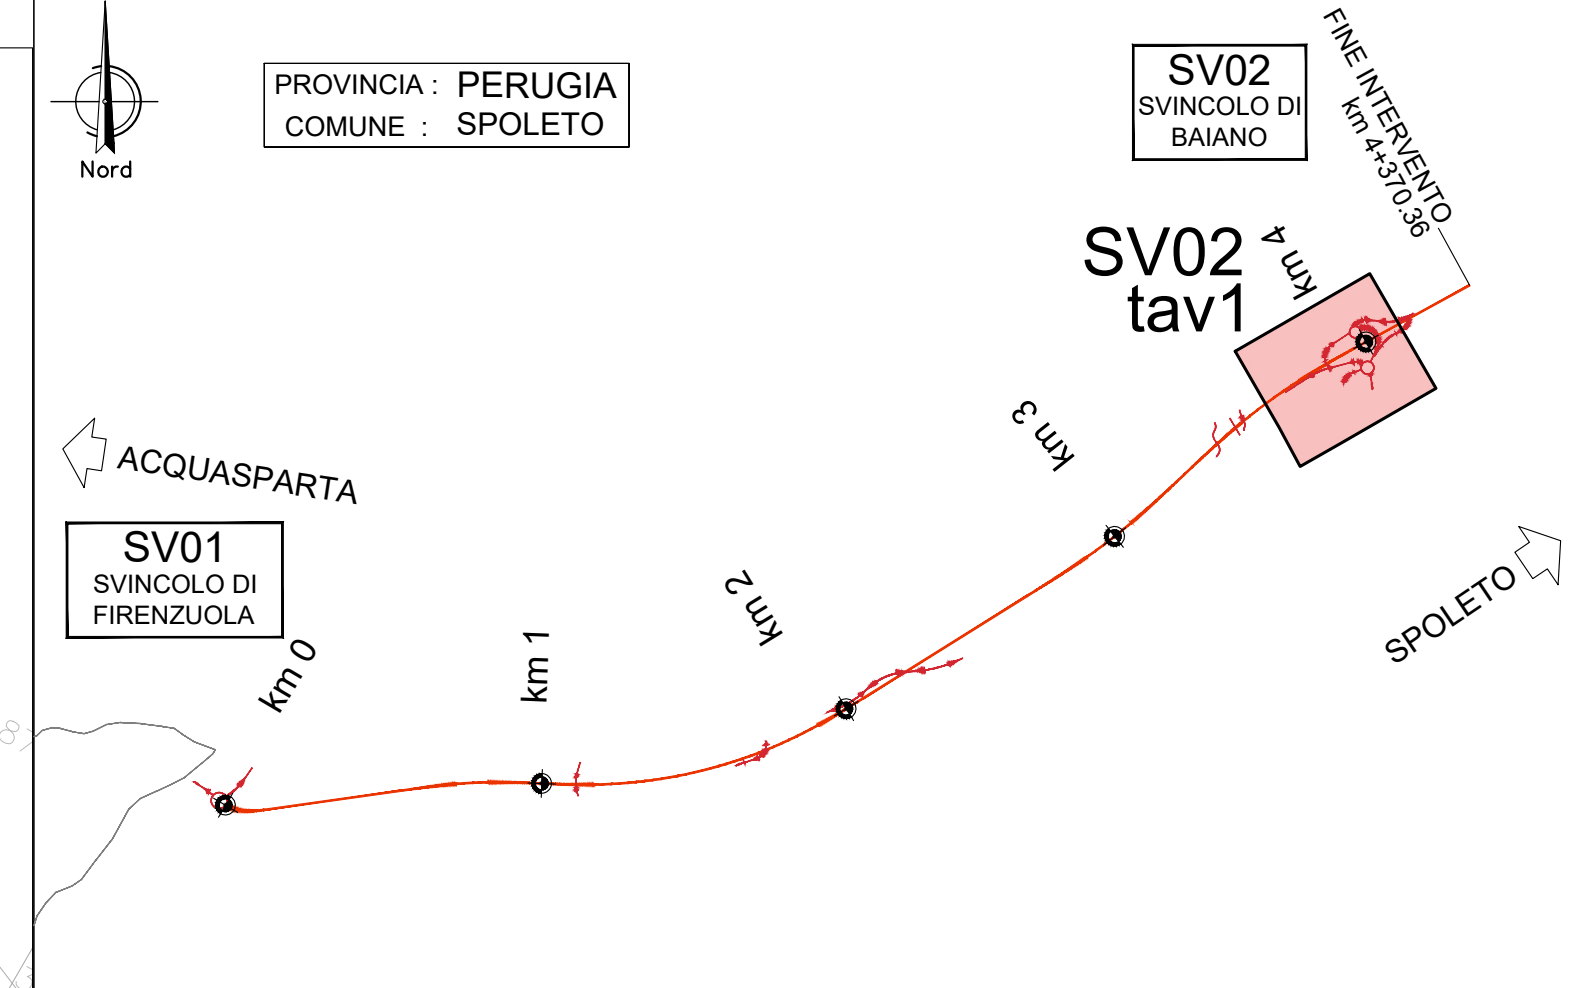 Nord
PROVINCIA : PERUGIA
COMUNE : SPOLETO
SV02
SVINCOLO DI
BAIANO
FINE INTERVENTO
km 4+370.36
SV02
tav1
km 4
km 3
ACQUASPARTA
SV01
SVINCOLO DI
FIRENZUOLA
km 0
km 1
km 2
SPOLETO